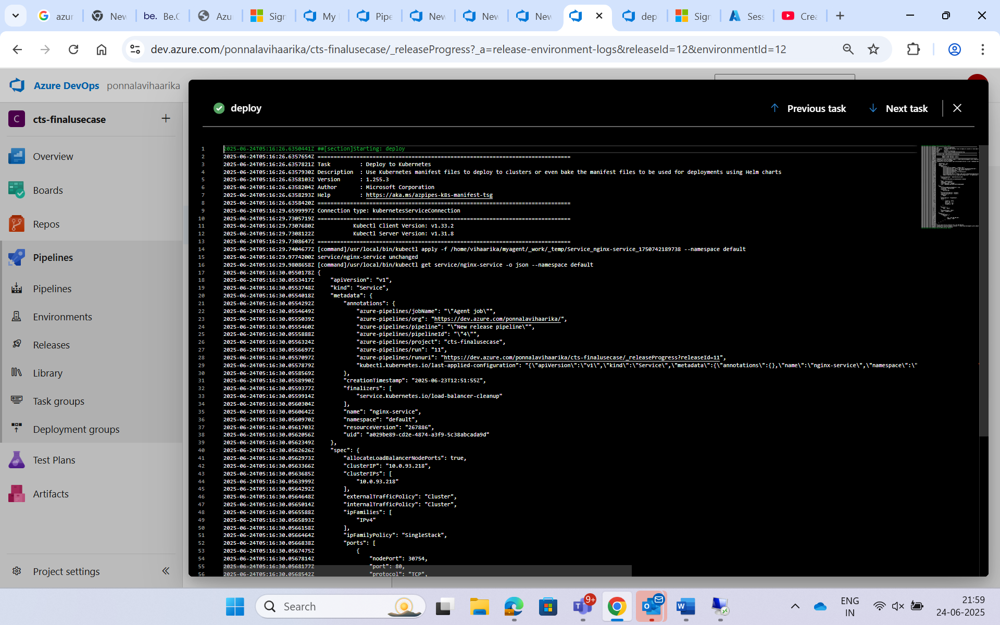 azur
New
be. Be.C
Azu
Sign
My
Pipe
New
New
New
dep
Sign
Sess
Crea
dev.azure.com/ponnalavihaarika/cts-finalusecase/_releaseProgress?_a=release-environment-logs&releaseId=12&environmentId=12
Azure DevOps ponnalavihaarika
C cts-finalusecase
Overview
Boards
Repos
Pipelines
Pipelines
Environments
Releases
Library
Task groups
Deployment groups
Test Plans
Artifacts
Project settings
deploy
Previous task
Next task
1 2025-06-24T05:16:26.6350441Z ##[section]Starting: deploy
2 2025-06-24T05:16:26.6357654Z ==============================================================================
3 2025-06-24T05:16:26.6357821Z Task         : Deploy to Kubernetes
4 2025-06-24T05:16:26.6357930Z Description  : Use Kubernetes manifest files to deploy to clusters or even bake the manifest files to be used for deployments using Helm charts
5 2025-06-24T05:16:26.6358103Z Version      : 1.255.3
6 2025-06-24T05:16:26.6358204Z Author       : Microsoft Corporation
7 2025-06-24T05:16:26.6358293Z Help         : https://aka.ms/azpipes-k8s-manifest-tsg
8 2025-06-24T05:16:26.6358420Z ==============================================================================
9 2025-06-24T05:16:29.6599997Z Connection type: kubernetesServiceConnection
10 2025-06-24T05:16:29.7305719Z ==============================================================================
11 2025-06-24T05:16:29.7307680Z Kubectl Client Version: v1.33.2
12 2025-06-24T05:16:29.7308122Z Kubectl Server Version: v1.31.8
13 2025-06-24T05:16:29.7308647Z ==============================================================================
14 2025-06-24T05:16:29.7404677Z [command]/usr/local/bin/kubectl apply -f /home/vihaarika/myagent/_work/_temp/Service_nginx-service_1750742189738 --namespace default
15 2025-06-24T05:16:29.9774200Z service/nginx-service unchanged
16 2025-06-24T05:16:29.9808658Z [command]/usr/local/bin/kubectl get service/nginx-service -o json --namespace default
17 2025-06-24T05:16:30.0550178Z {
18 2025-06-24T05:16:30.0553417Z "apiVersion": "v1",
19 2025-06-24T05:16:30.0553748Z "kind": "Service",
20 2025-06-24T05:16:30.0554018Z "metadata": {
21 2025-06-24T05:16:30.0554292Z "annotations": {
22 2025-06-24T05:16:30.0554649Z "azure-pipelines/jobName": "\"Agent job\"",
23 2025-06-24T05:16:30.0555039Z "azure-pipelines/org": "https://dev.azure.com/ponnalavihaarika/",
24 2025-06-24T05:16:30.0555460Z "azure-pipelines/pipeline": "\"New release pipeline\"",
25 2025-06-24T05:16:30.0555888Z "azure-pipelines/pipelineId": "\"4\"",
26 2025-06-24T05:16:30.0556324Z "azure-pipelines/project": "cts-finalusecase",
27 2025-06-24T05:16:30.0556697Z "azure-pipelines/run": "11",
28 2025-06-24T05:16:30.0557097Z "azure-pipelines/runuri": "https://dev.azure.com/ponnalavihaarika/cts-finalusecase/_releaseProgress?releaseId=11",
29 2025-06-24T05:16:30.0557879Z "kubectl.kubernetes.io/last-applied-configuration": "{\"apiVersion\":\"v1\",\"kind\":\"Service\",\"metadata\":{\"annotations\":{},\"name\":\"nginx-service\",\"namespace\":\"
30 2025-06-24T05:16:30.0558569Z },
31 2025-06-24T05:16:30.0558990Z "creationTimestamp": "2025-06-23T12:51:55Z",
32 2025-06-24T05:16:30.0559377Z "finalizers": [
33 2025-06-24T05:16:30.0559914Z "service.kubernetes.io/load-balancer-cleanup"
34 2025-06-24T05:16:30.0560304Z ],
35 2025-06-24T05:16:30.0560642Z "name": "nginx-service",
36 2025-06-24T05:16:30.0560970Z "namespace": "default",
37 2025-06-24T05:16:30.0561703Z "resourceVersion": "267886",
38 2025-06-24T05:16:30.0562056Z "uid": "a029be89-cd2e-4874-a3f9-5c38abcada9d"
39 2025-06-24T05:16:30.0562349Z },
40 2025-06-24T05:16:30.0562626Z "spec": {
41 2025-06-24T05:16:30.0562973Z "allocateLoadBalancerNodePorts": true,
42 2025-06-24T05:16:30.0563366Z "clusterIP": "10.0.93.218",
43 2025-06-24T05:16:30.0563685Z "clusterIPs": [
44 2025-06-24T05:16:30.0563999Z "10.0.93.218"
45 2025-06-24T05:16:30.0564292Z ],
46 2025-06-24T05:16:30.0564648Z "externalTrafficPolicy": "Cluster",
47 2025-06-24T05:16:30.0565014Z "internalTrafficPolicy": "Cluster",
48 2025-06-24T05:16:30.0565588Z "ipFamilies": [
49 2025-06-24T05:16:30.0565893Z "IPv4"
50 2025-06-24T05:16:30.0566158Z ],
51 2025-06-24T05:16:30.0566464Z "ipFamilyPolicy": "SingleStack",
52 2025-06-24T05:16:30.0566838Z "ports": [
53 2025-06-24T05:16:30.0567475Z {
54 2025-06-24T05:16:30.0567814Z "nodePort": 30754,
55 2025-06-24T05:16:30.0568177Z "port": 80,
56 2025-06-24T05:16:30.0568542Z "protocol": "TCP",
Search
9+
ENG
IN
21:59
24-06-2025